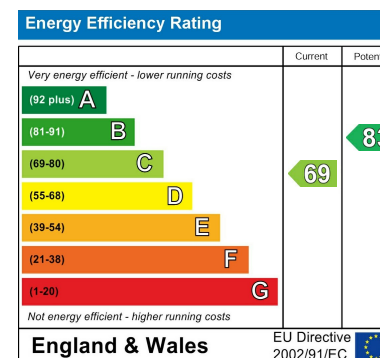 Energy Efficiency Rating
Current Poten
Very energy efficient - lower running costs
(92 plus) A
(81-91) B
83
(69-80) C
69
(55-68) D
(39-54) E
(21-38) F
(1-20) G
Not energy efficient - higher running costs
England & Wales
EU Directive
2002/91/EC